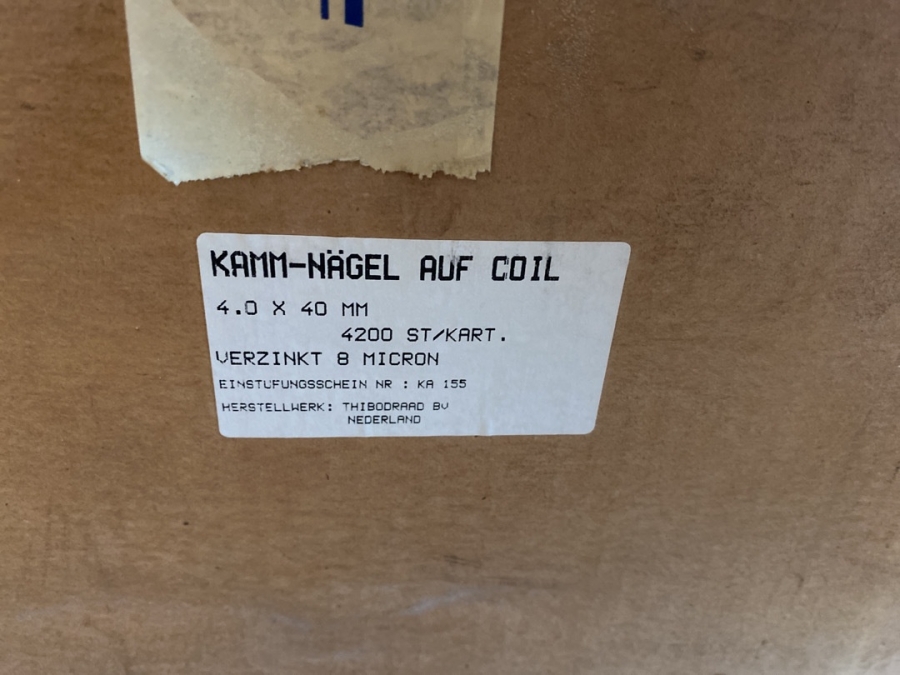 KAMM-NÄGEL AUF COIL
4.0 X 40 MM
4200 ST/KART.
VERZINKT 8 MICRON
EINSTUFUNGSSCHEIN NR : KA 155
HERSTELLWERK: THIBODRAAD BV
NEDERLAND